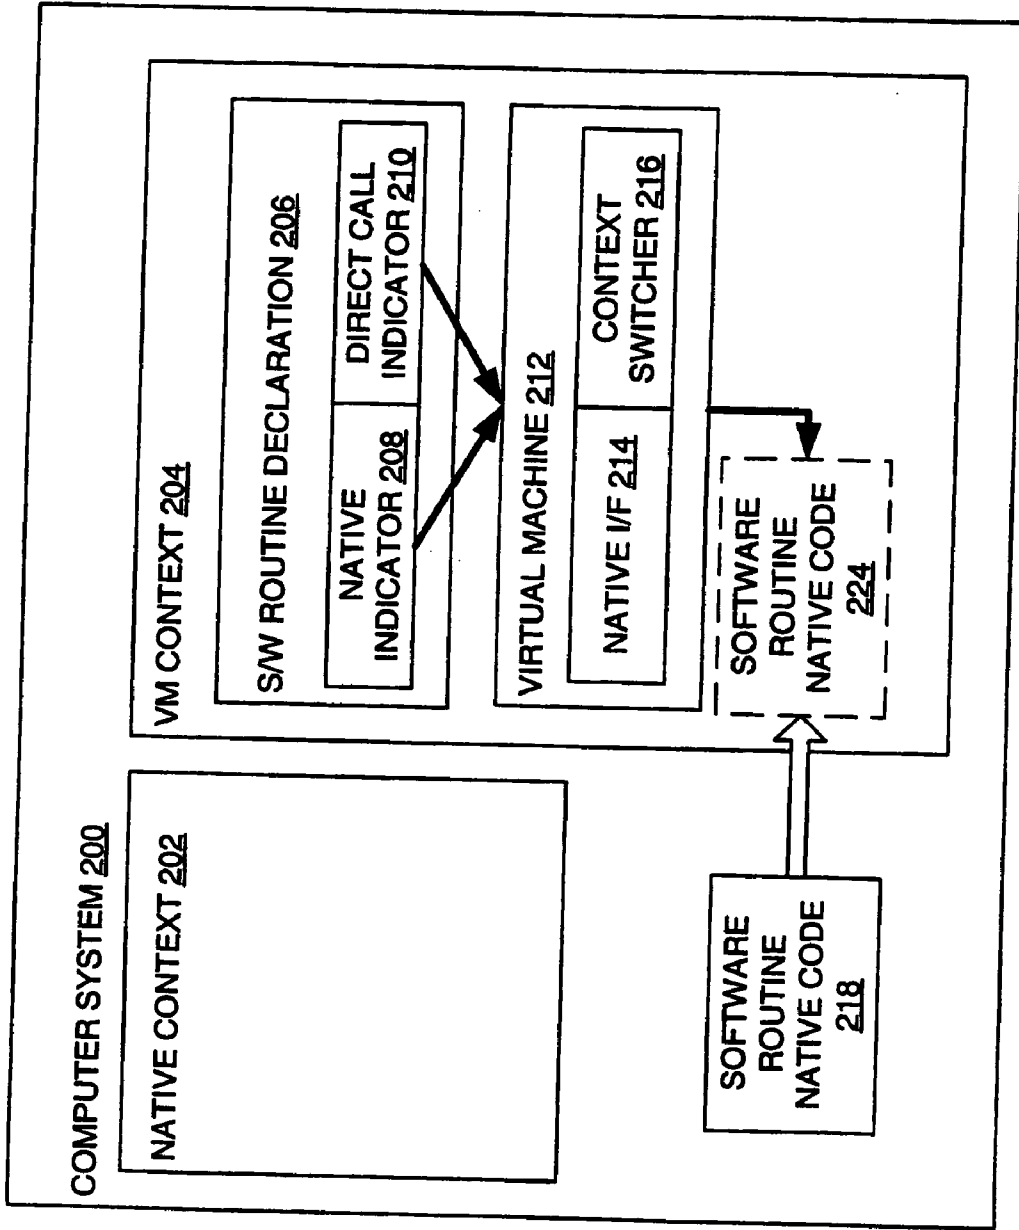 COMPUTER SYSTEM 200
NATIVE CONTEXT 202
VM CONTEXT 204
S/W ROUTINE DECLARATION 206
NATIVE
INDICATOR 208
DIRECT CALL
INDICATOR 210
VIRTUAL MACHINE 212
NATIVE I/F 214
CONTEXT
SWITCHER 216
SOFTWARE
ROUTINE
NATIVE CODE
218
SOFTWARE
ROUTINE
NATIVE CODE
224